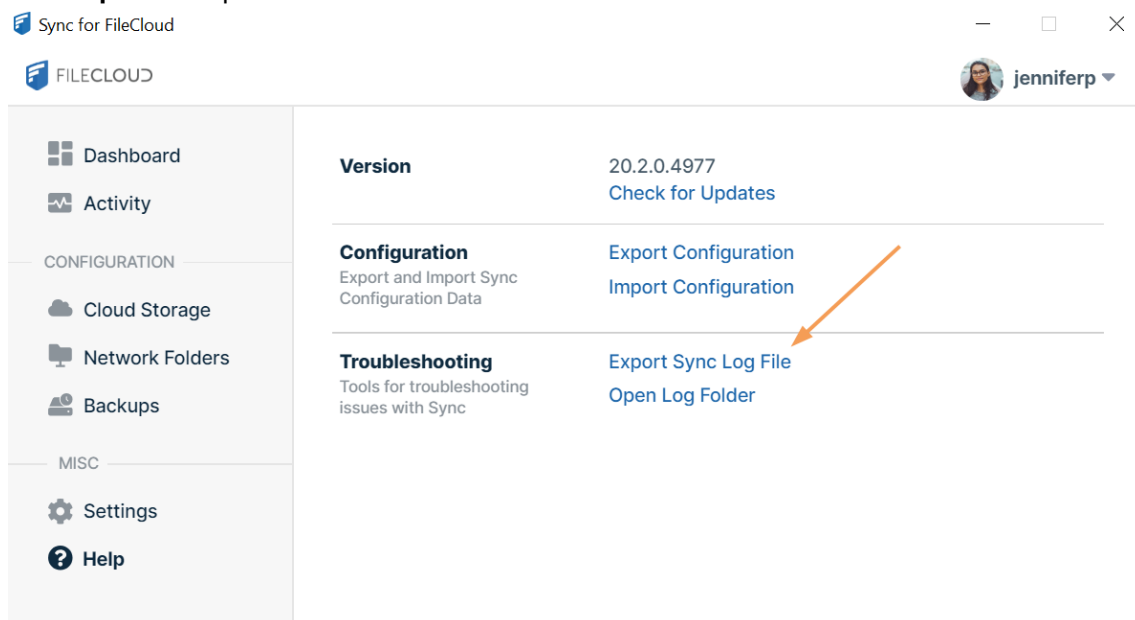 Sync for FileCloud
FILECLOUD
jenniferp
Dashboard
Activity
CONFIGURATION
Cloud Storage
Network Folders
Backups
MISC
Settings
Help
Version
20.2.0.4977
Check for Updates
Configuration
Export and Import Sync
Configuration Data
Export Configuration
Import Configuration
Troubleshooting
Tools for troubleshooting
issues with Sync
Export Sync Log File
Open Log Folder